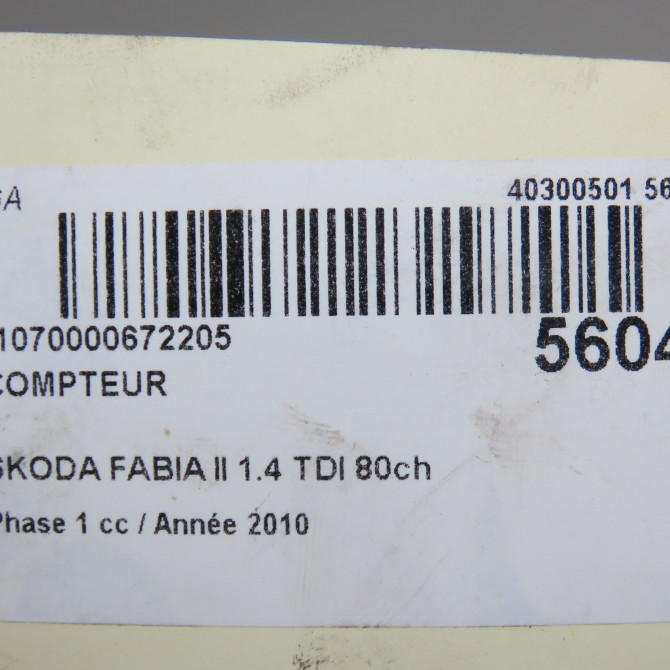 40300501 56
1070000672205
5604
COMPTEUR
SKODA FABIA II 1.4 TDI 80ch
Phase 1 cc / Année 2010